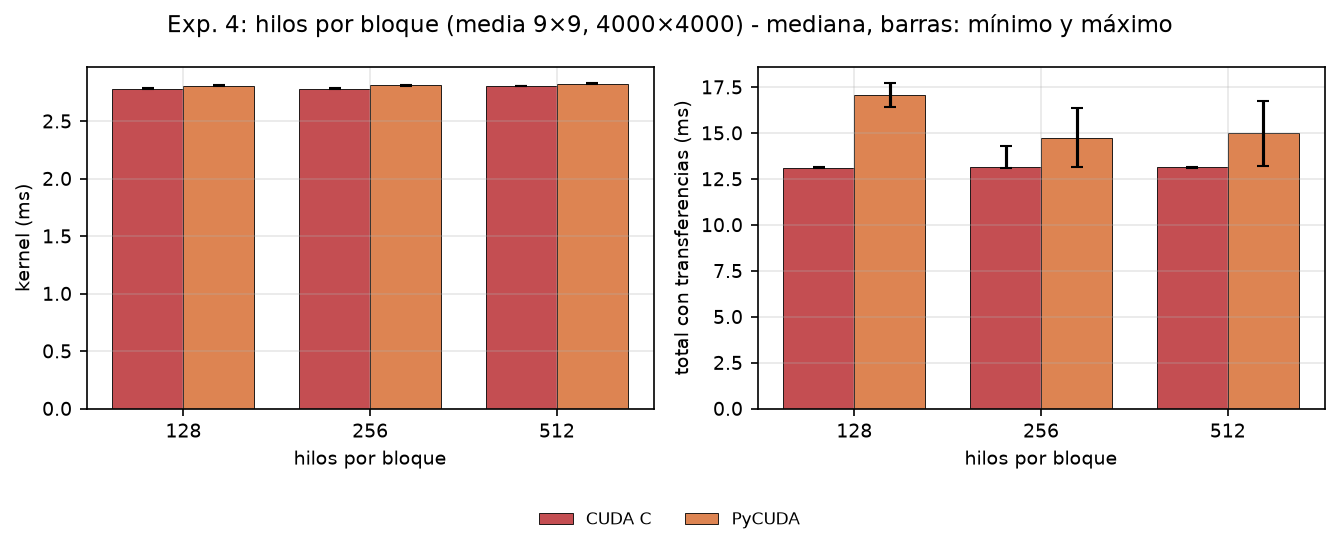 Exp. 4: hilos por bloque (media 9×9, 4000×4000) - mediana, barras: mínimo y máximo
kernel (ms)
2.5
2.0
1.5
1.0
0.5
0.0
128
256
512
hilos por bloque
total con transferencias (ms)
17.5
15.0
12.5
10.0
7.5
5.0
2.5
0.0
128
256
512
hilos por bloque
CUDA C
PyCUDA